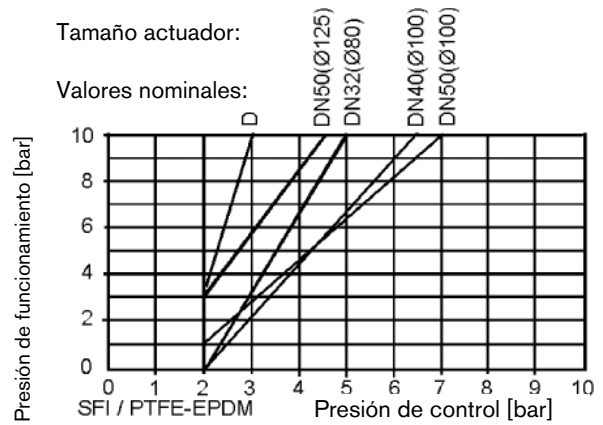 Tamaño actuador:
Valores nominales:
D
DN50(Ø125)
DN32(Ø80)
DN40(Ø100)
DN50(Ø100)
Presión de funcionamiento [bar]
10
8
6
4
2
0
0 1 2 3 4 5 6 7 8 9 10
SFI / PTFE-EPDM Presión de control [bar]